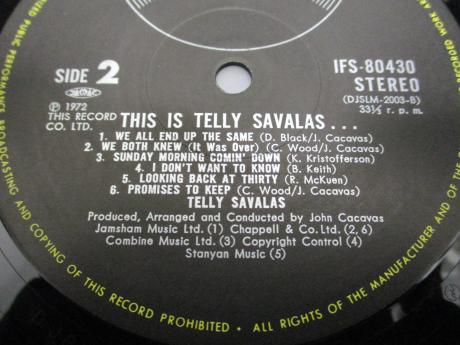 SIDE 2
IFS-80430
STEREO
(DJSLM-2003-B)
33⅓ r. p. m.
Ⓟ 1972
THIS RECORD
CO. LTD.
THIS IS TELLY SAVALAS...
1. WE ALL END UP THE SAME (D. Black/J. Cacavas)
2. WE BOTH KNEW (It Was Over) (C. Wood/J. Cacavas)
3. SUNDAY MORNING COMIN' DOWN (K. Kristofferson)
4. I DON'T WANT TO KNOW (B. Keith)
5. LOOKING BACK AT THIRTY (R. McKuen)
6. PROMISES TO KEEP (C. Wood/J. Cacavas)
TELLY SAVALAS
Produced, Arranged and Conducted by John Cacavas
Jamsham Music Ltd. (1) Chappell & Co. Ltd. (2, 6)
Combine Music Ltd. (3) Copyright Control (4)
Stanyan Music (5)
PUBLIC PERFORMANCE BROADCASTING AND COPYING OF THIS RECORD PROHIBITED • ALL RIGHTS OF THE MANUFACTURER AND OF THE OWNER OF THE RECORDED WORK